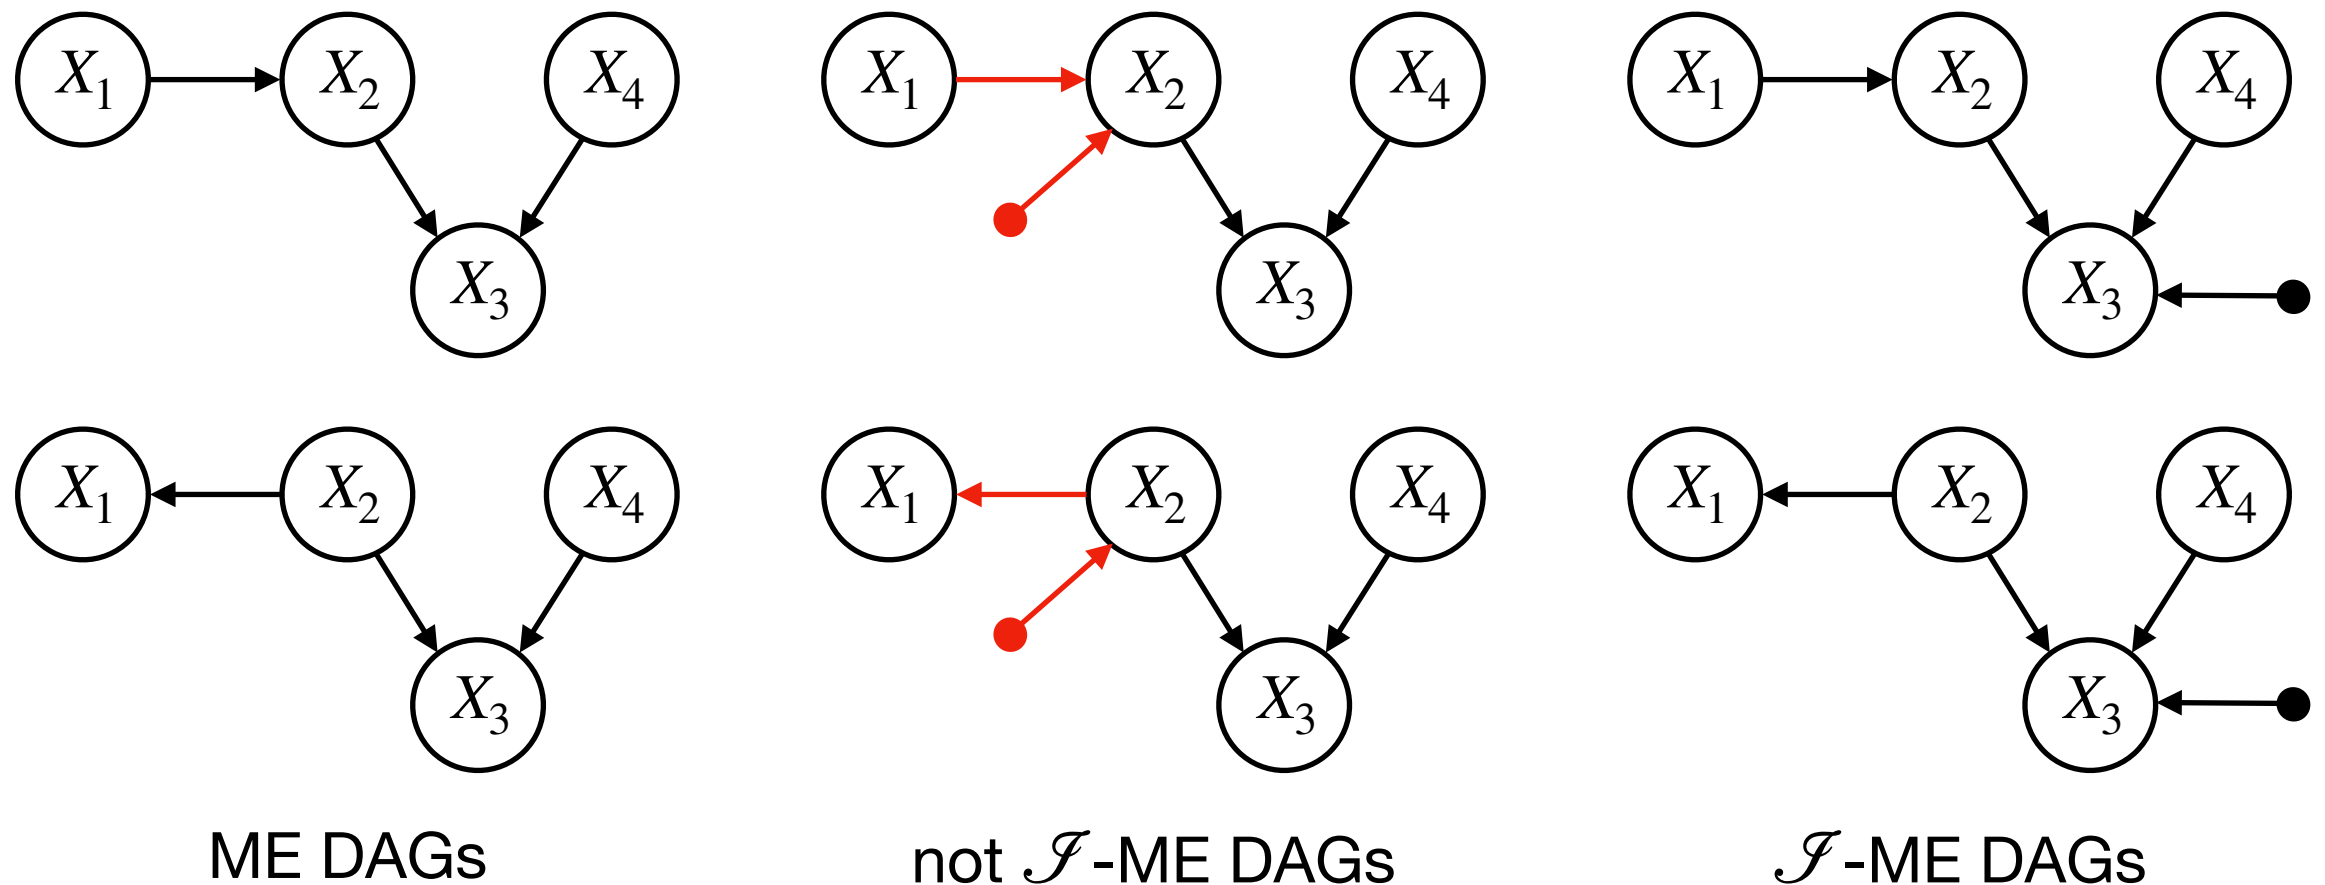 X1 X2 X4 X1 X2 X4 X1 X2 X4
X3 X3 X3
X1 X2 X4 X1 X2 X4 X1 X2 X4
X3 X3 X3
ME DAGs not ℐ-ME DAGs ℐ-ME DAGs